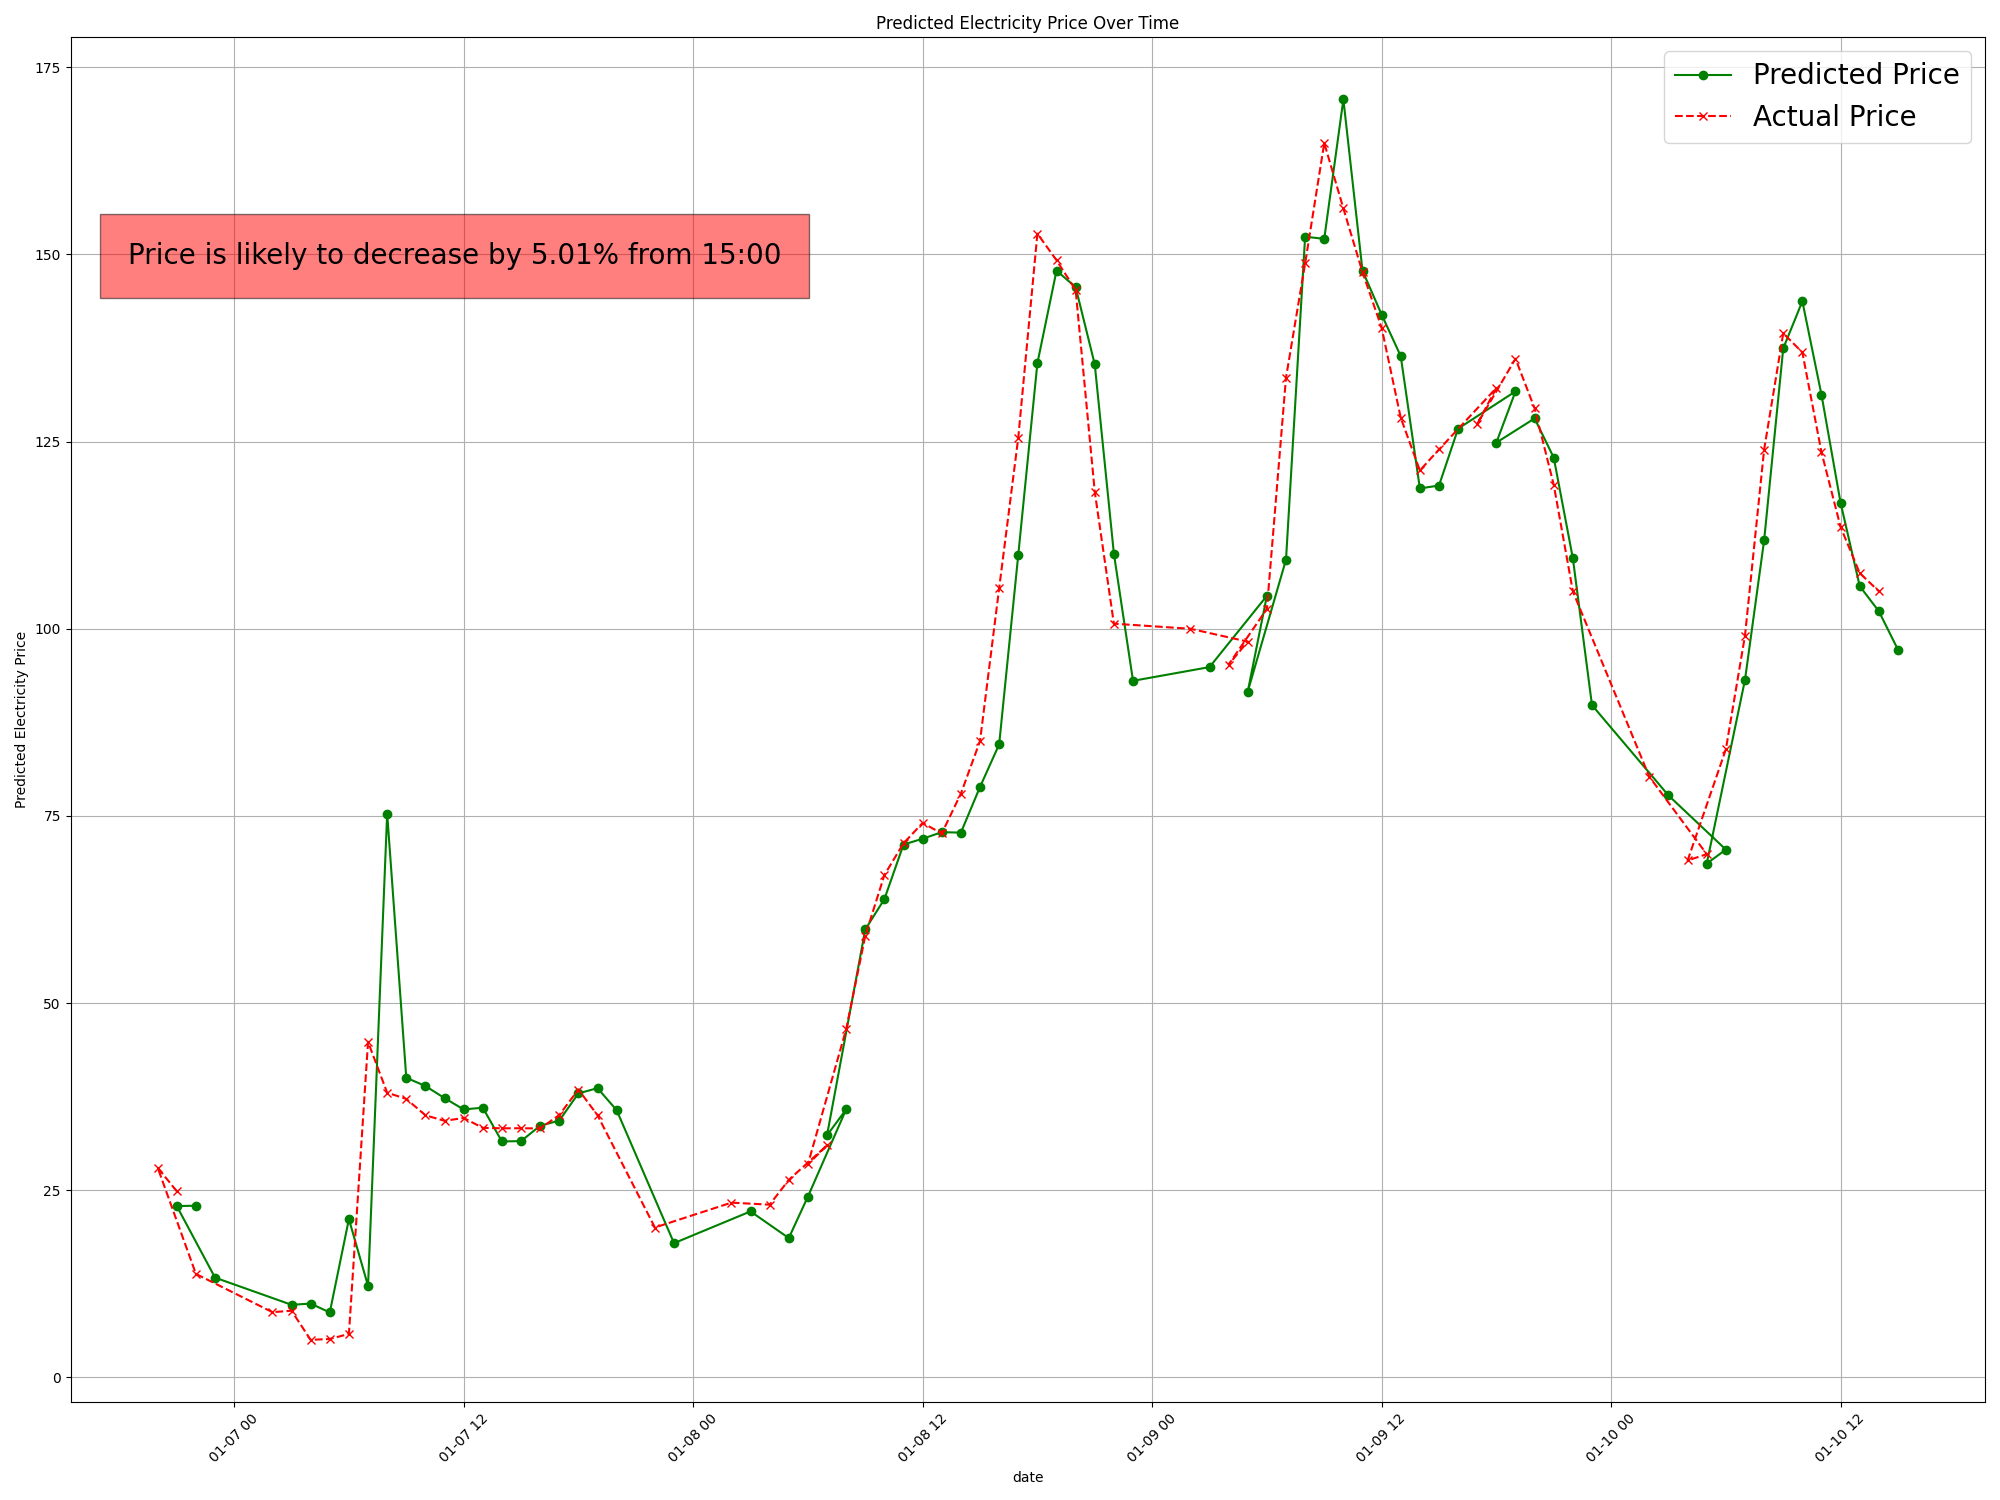 Predicted Electricity Price Over Time
Predicted Price
Actual Price
Price is likely to decrease by 5.01% from 15:00
Predicted Electricity Price
175
150
125
100
75
50
25
0
01-07 00
01-07 12
01-08 00
01-08 12
01-09 00
01-09 12
01-10 00
01-10 12
date